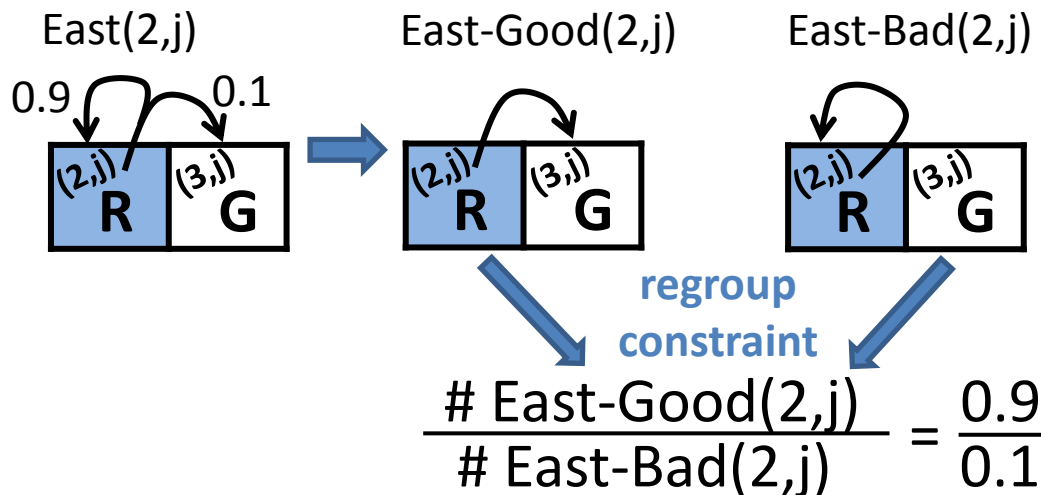 East(2,j)
0.9
0.1
(2,j)
R
(3,j)
G
East-Good(2,j)
(2,j)
R
(3,j)
G
East-Bad(2,j)
(2,j)
R
(3,j)
G
regroup
constraint
# East-Good(2,j)
# East-Bad(2,j)
=
0.9
0.1